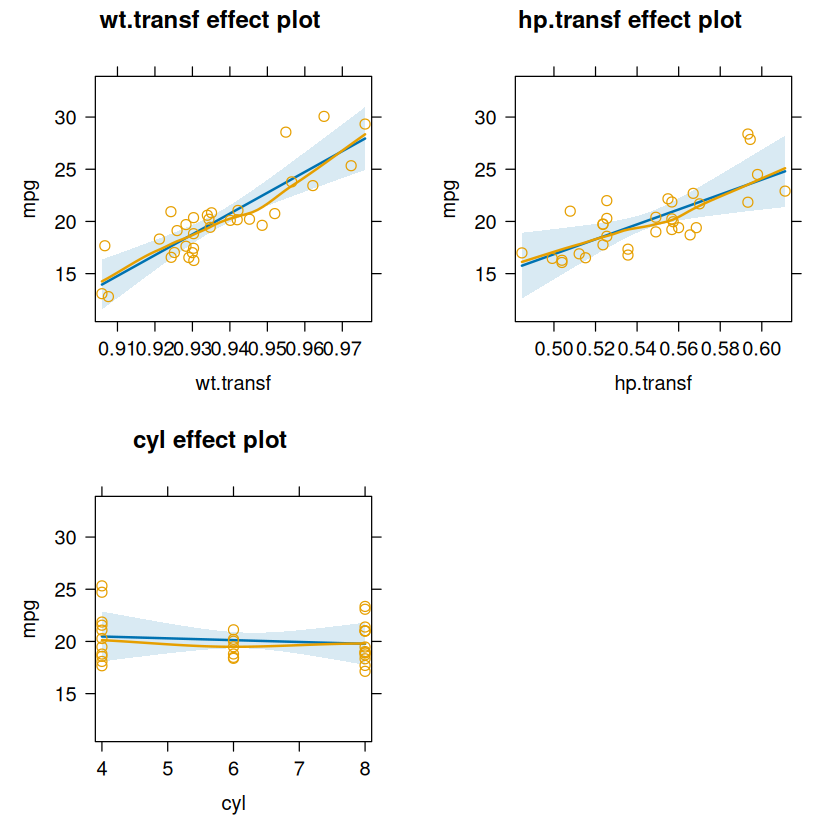 wt.transf effect plot
30
25
20
15
mpg
0.91 0.92 0.93 0.94 0.95 0.96 0.97
wt.transf
hp.transf effect plot
30
25
20
15
mpg
0.50 0.52 0.54 0.56 0.58 0.60
hp.transf
cyl effect plot
30
25
20
15
mpg
4 5 6 7 8
cyl